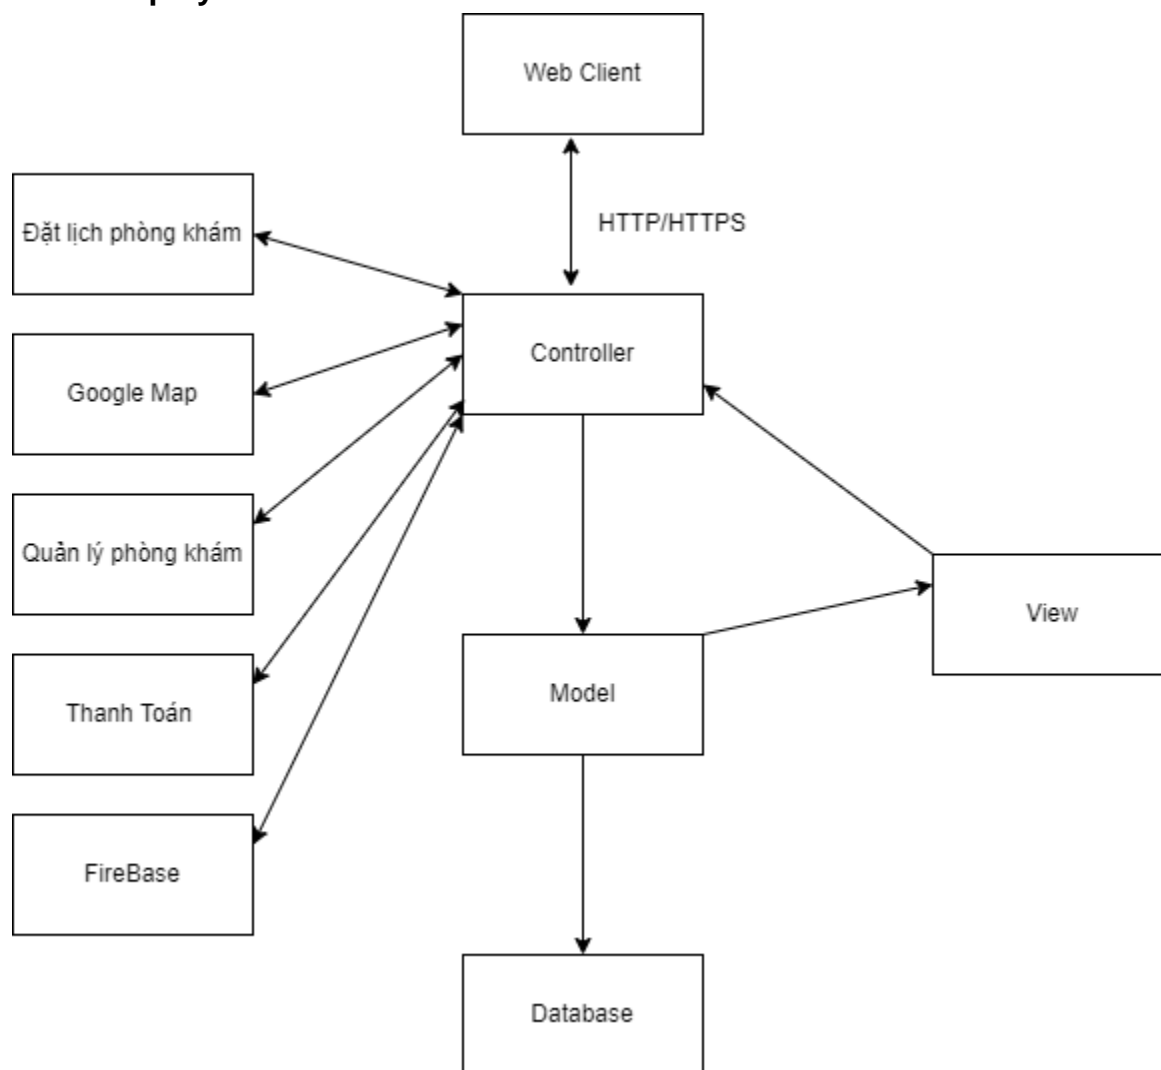 Web Client
HTTP/HTTPS
Đặt lịch phòng khám
Controller
Google Map
Quản lý phòng khám
View
Model
Thanh Toán
FireBase
Database